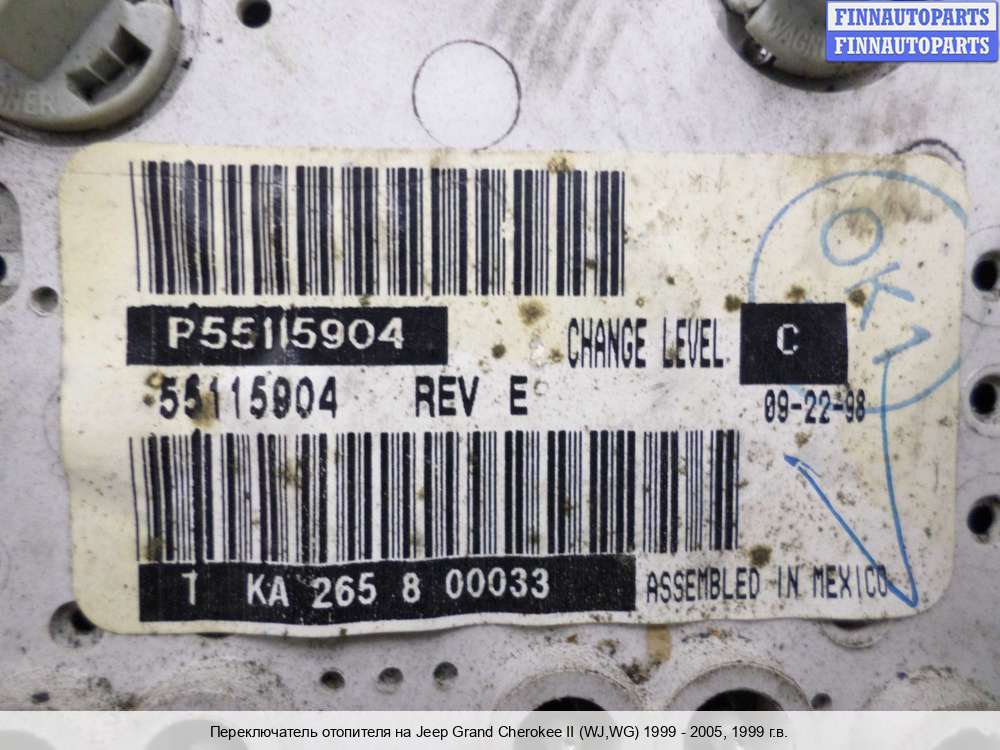 FINNAUTOPARTS
FINNAUTOPARTS
P55115904
CHANGE LEVEL
C
55115904 REV E
09-22-98
OK
T KA 265 8 00033
ASSEMBLED IN MEXICO
Переключатель отопителя на Jeep Grand Cherokee II (WJ,WG) 1999 - 2005, 1999 г.в.